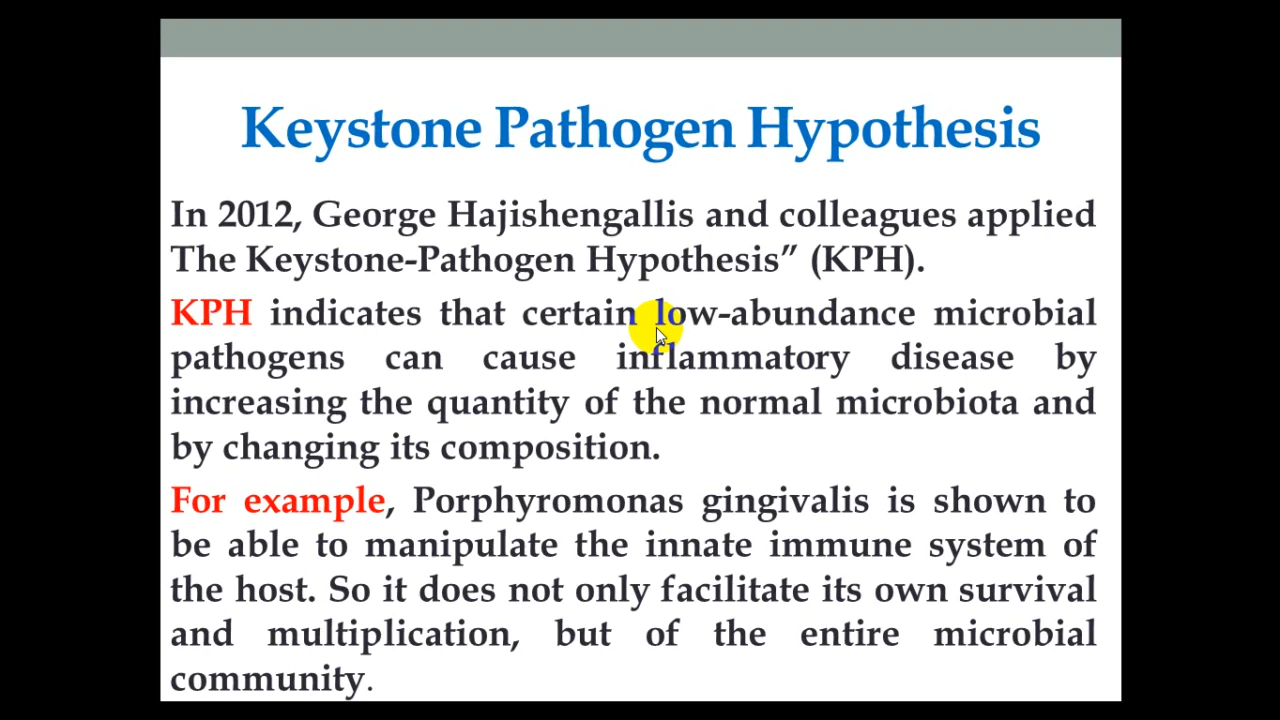 Keystone Pathogen Hypothesis
In 2012, George Hajishengallis and colleagues applied
The Keystone-Pathogen Hypothesis” (KPH).
KPH indicates that certain low-abundance microbial
pathogens can cause inflammatory disease by
increasing the quantity of the normal microbiota and
by changing its composition.
For example, Porphyromonas gingivalis is shown to
be able to manipulate the innate immune system of
the host. So it does not only facilitate its own survival
and multiplication, but of the entire microbial
community.